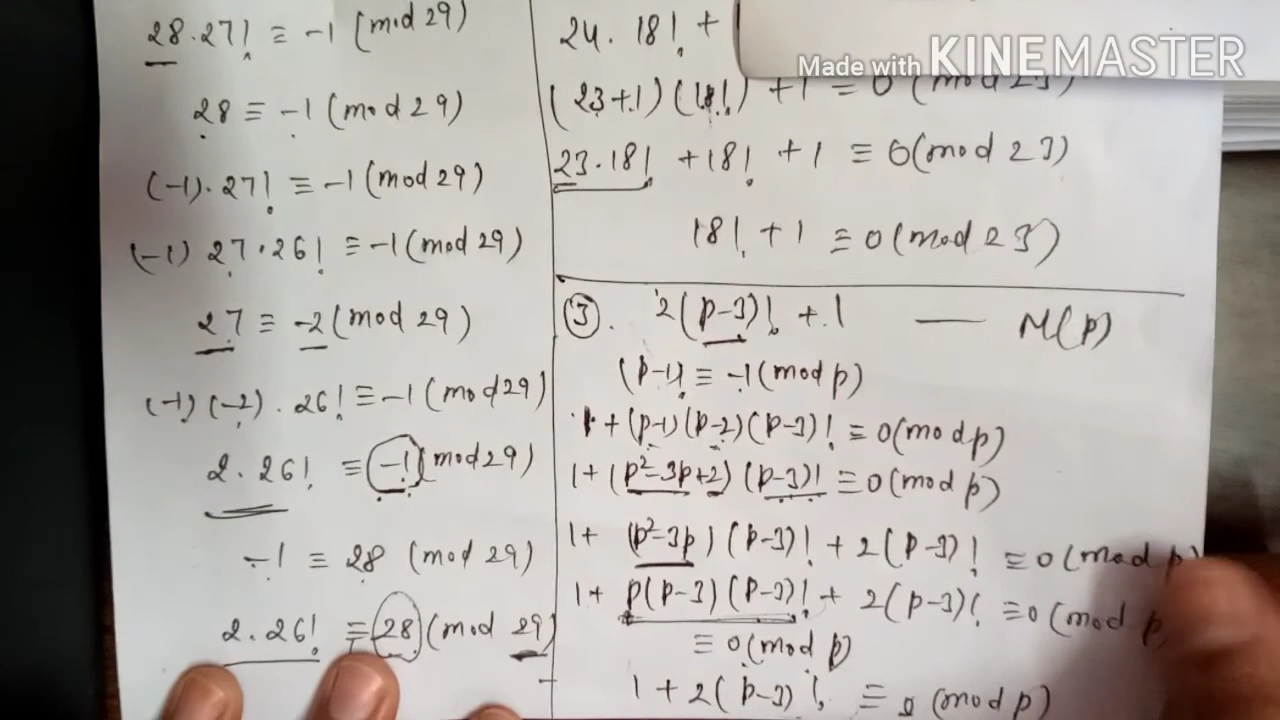 28·27! ≡ -1 (mod 29)
28 ≡ -1 (mod 29)
(-1)·27! ≡ -1 (mod 29)
(-1) 27·26! ≡ -1 (mod 29)
27 ≡ -2 (mod 29)
(-1)(-2)·26! ≡ -1 (mod 29)
2·26! ≡ -1 (mod 29)
-1 ≡ 28 (mod 29)
2·26! ≡ 28 (mod 29)
24·18! +
Made with KINEMASTER
(23+1)(18!) + 1 ≡ 0 (mod 23)
23·18! + 18! + 1 ≡ 0 (mod 23)
18! + 1 ≡ 0 (mod 23)
③. 2(p-3)! + 1 — M(p)
(p-1)! ≡ -1 (mod p)
1 + (p-1)(p-2)(p-3)! ≡ 0 (mod p)
1 + (p²-3p+2)(p-3)! ≡ 0 (mod p)
1 + (p²-3p)(p-3)! + 2(p-3)! ≡ 0 (mod p)
1 + p(p-3)(p-3)! + 2(p-3)! ≡ 0 (mod p
≡ 0 (mod p)
1 + 2(p-3)! ≡ 0 (mod p)